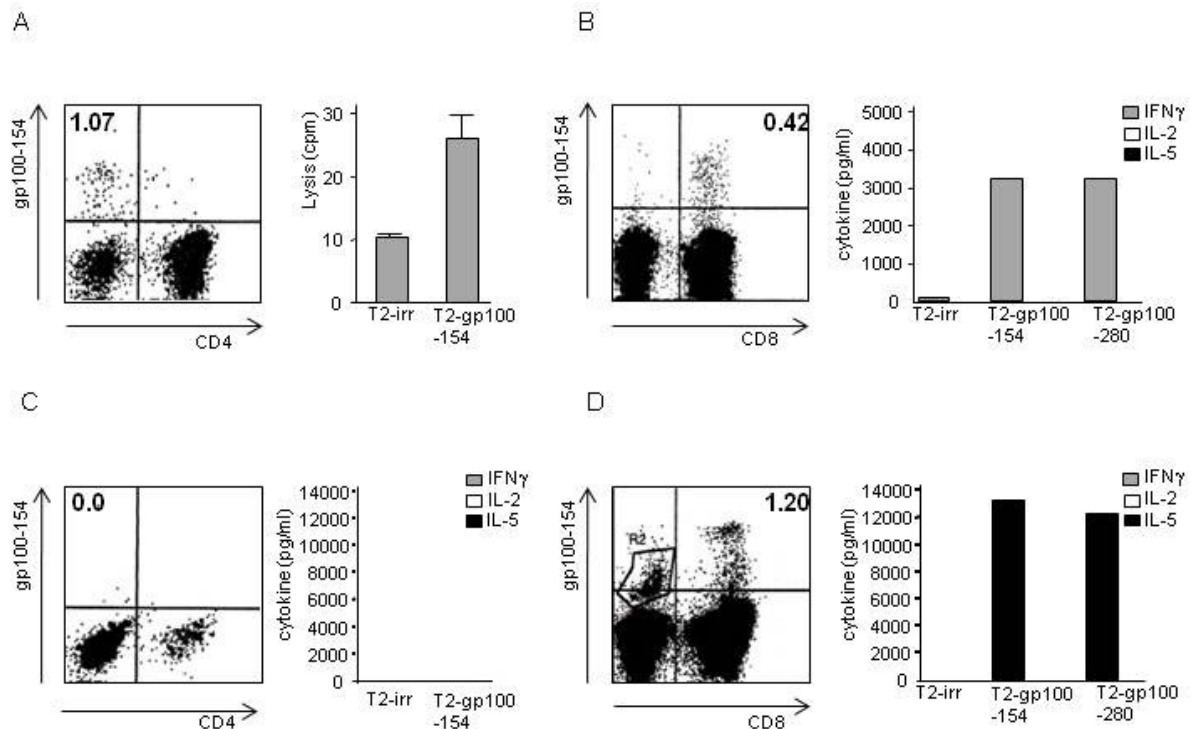 A
gp100-154
1.07
CD4
Lysis (cpm)
30
20
10
0
T2-irr
T2-gp100
-154
B
gp100-154
0.42
CD8
cytokine (pg/ml)
5000
4000
3000
2000
1000
0
T2-irr
T2-gp100
-154
T2-gp100
-280
IFNγ
IL-2
IL-5
C
gp100-154
0.0
CD4
cytokine (pg/ml)
14000
12000
10000
8000
6000
4000
2000
0
T2-irr
T2-gp100
-154
IFNγ
IL-2
IL-5
D
gp100-154
R2
1.20
CD8
cytokine (pg/ml)
14000
12000
10000
8000
6000
4000
2000
0
T2-irr
T2-gp100
-154
T2-gp100
-280
IFNγ
IL-2
IL-5